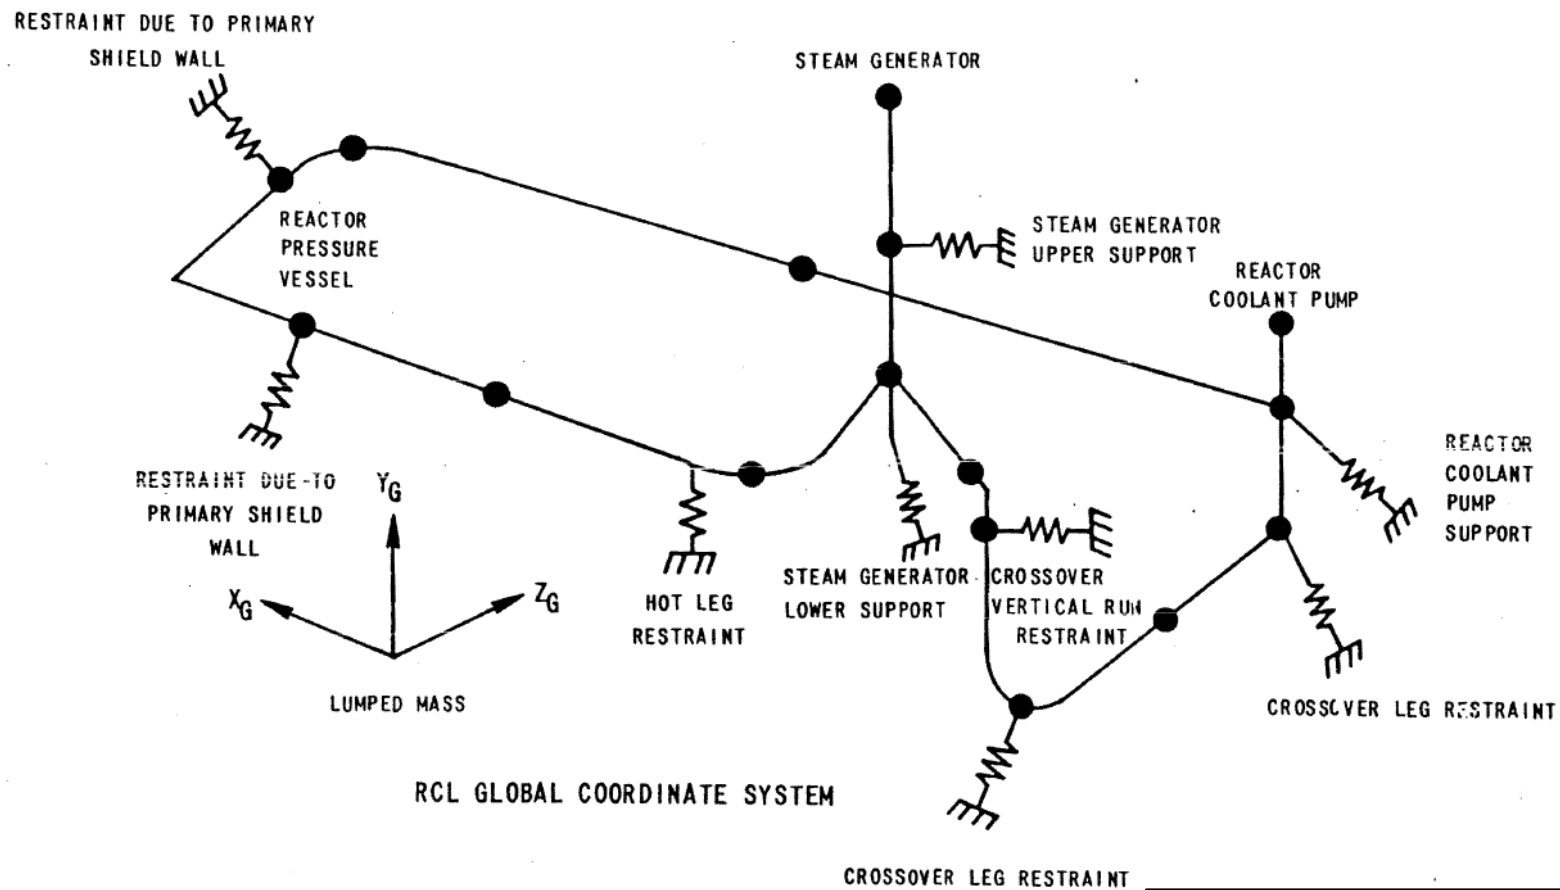 RESTRAINT DUE TO PRIMARY
SHIELD WALL
STEAM GENERATOR
REACTOR
PRESSURE
VESSEL
STEAM GENERATOR
UPPER SUPPORT
REACTOR
COOLANT PUMP
REACTOR
COOLANT
PUMP
SUPPORT
RESTRAINT DUE-TO
PRIMARY SHIELD
WALL
YG
XG
ZG
LUMPED MASS
HOT LEG
RESTRAINT
STEAM GENERATOR
LOWER SUPPORT
CROSSOVER
VERTICAL RUN
RESTRAINT
CROSSOVER LEG RESTRAINT
RCL GLOBAL COORDINATE SYSTEM
CROSSOVER LEG RESTRAINT